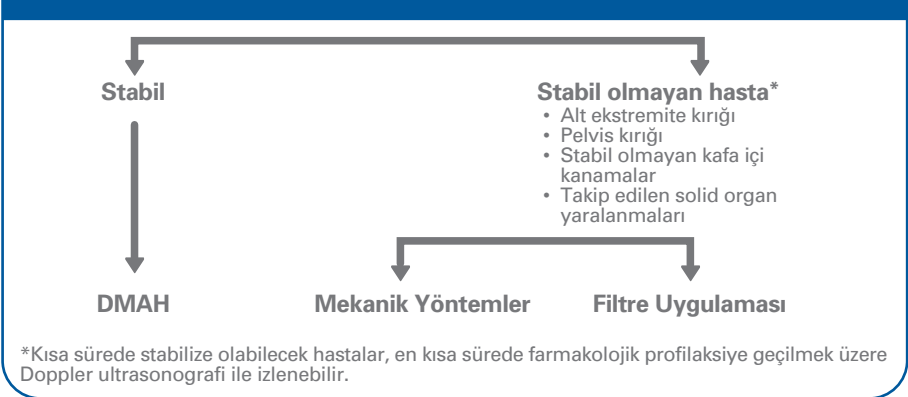 Stabil
Stabil olmayan hasta*
• Alt ekstremite kırığı
• Pelvis kırığı
• Stabil olmayan kafa içi
kanamalar
• Takip edilen solid organ
yaralanmaları
DMAH
Mekanik Yöntemler
Filtre Uygulaması
*Kısa sürede stabilize olabilecek hastalar, en kısa sürede farmakolojik profilaksiye geçilmek üzere
Doppler ultrasonografi ile izlenebilir.